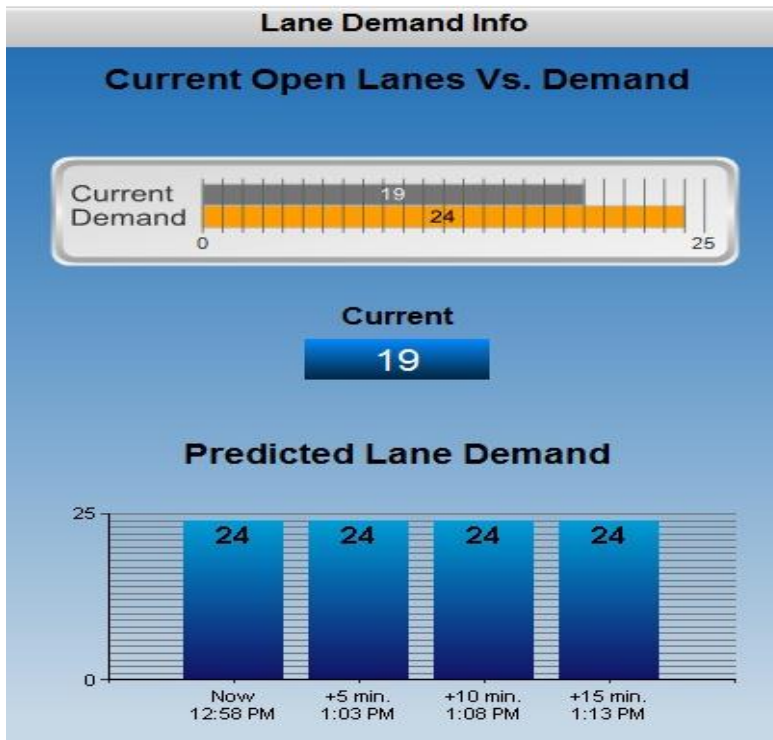 Lane Demand Info
Current Open Lanes Vs. Demand
Current 19
Demand 24
0 25
Current
19
Predicted Lane Demand
25
24 24 24 24
0
Now +5 min. +10 min. +15 min.
12:58 PM 1:03 PM 1:08 PM 1:13 PM